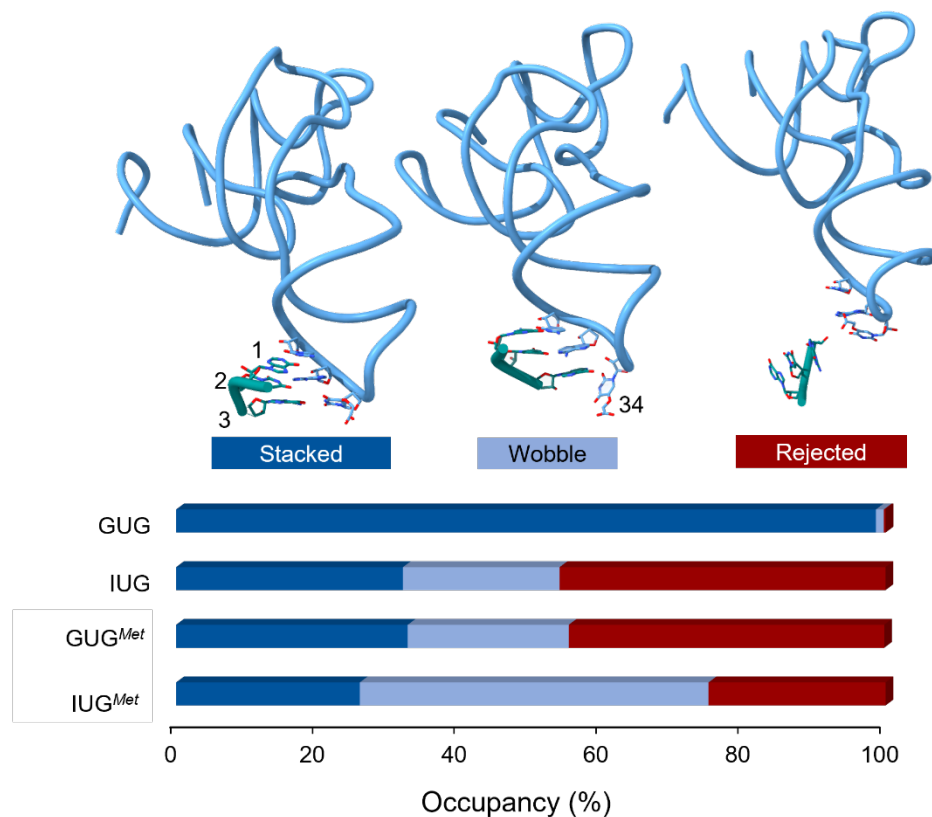 1
2
3
34
Stacked
Wobble
Rejected
GUG
IUG
GUG^Met
IUG^Met
0 20 40 60 80 100
Occupancy (%)